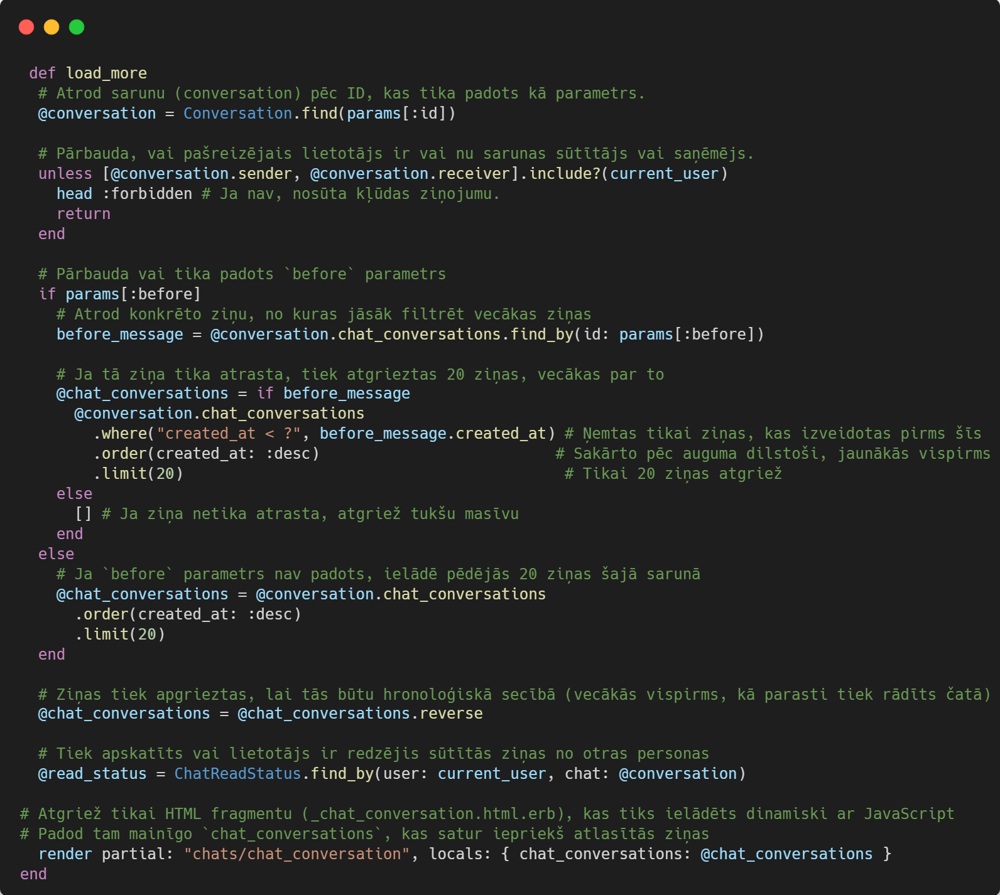 def load_more
  # Atrod sarunu (conversation) pēc ID, kas tika padots kā parametrs.
  @conversation = Conversation.find(params[:id])

  # Pārbauda, vai pašreizējais lietotājs ir vai nu sarunas sūtītājs vai saņēmējs.
  unless [@conversation.sender, @conversation.receiver].include?(current_user)
    head :forbidden # Ja nav, nosūta kļūdas ziņojumu.
    return
  end

  # Pārbauda vai tika padots `before` parametrs
  if params[:before]
    # Atrod konkrēto ziņu, no kuras jāsāk filtrēt vecākas ziņas
    before_message = @conversation.chat_conversations.find_by(id: params[:before])

    # Ja tā ziņa tika atrasta, tiek atgrieztas 20 ziņas, vecākas par to
    @chat_conversations = if before_message
      @conversation.chat_conversations
        .where("created_at < ?", before_message.created_at) # Ņemtas tikai ziņas, kas izveidotas pirms šīs
        .order(created_at: :desc)                          # Sakārto pēc auguma dilstoši, jaunākās vispirms
        .limit(20)                                          # Tikai 20 ziņas atgriež
    else
      [] # Ja ziņa netika atrasta, atgriež tukšu masīvu
    end
  else
    # Ja `before` parametrs nav padots, ielādē pēdējās 20 ziņas šajā sarunā
    @chat_conversations = @conversation.chat_conversations
      .order(created_at: :desc)
      .limit(20)
  end

  # Ziņas tiek apgrieztas, lai tās būtu hronoloģiskā secībā (vecākās vispirms, kā parasti tiek rādīts čatā)
  @chat_conversations = @chat_conversations.reverse

  # Tiek apskatīts vai lietotājs ir redzējis sūtītās ziņas no otras personas
  @read_status = ChatReadStatus.find_by(user: current_user, chat: @conversation)

# Atgriež tikai HTML fragmentu (_chat_conversation.html.erb), kas tiks ielādēts dinamiski ar JavaScript
# Padod tam mainīgo `chat_conversations`, kas satur iepriekš atlasītās ziņas
  render partial: "chats/chat_conversation", locals: { chat_conversations: @chat_conversations }
end